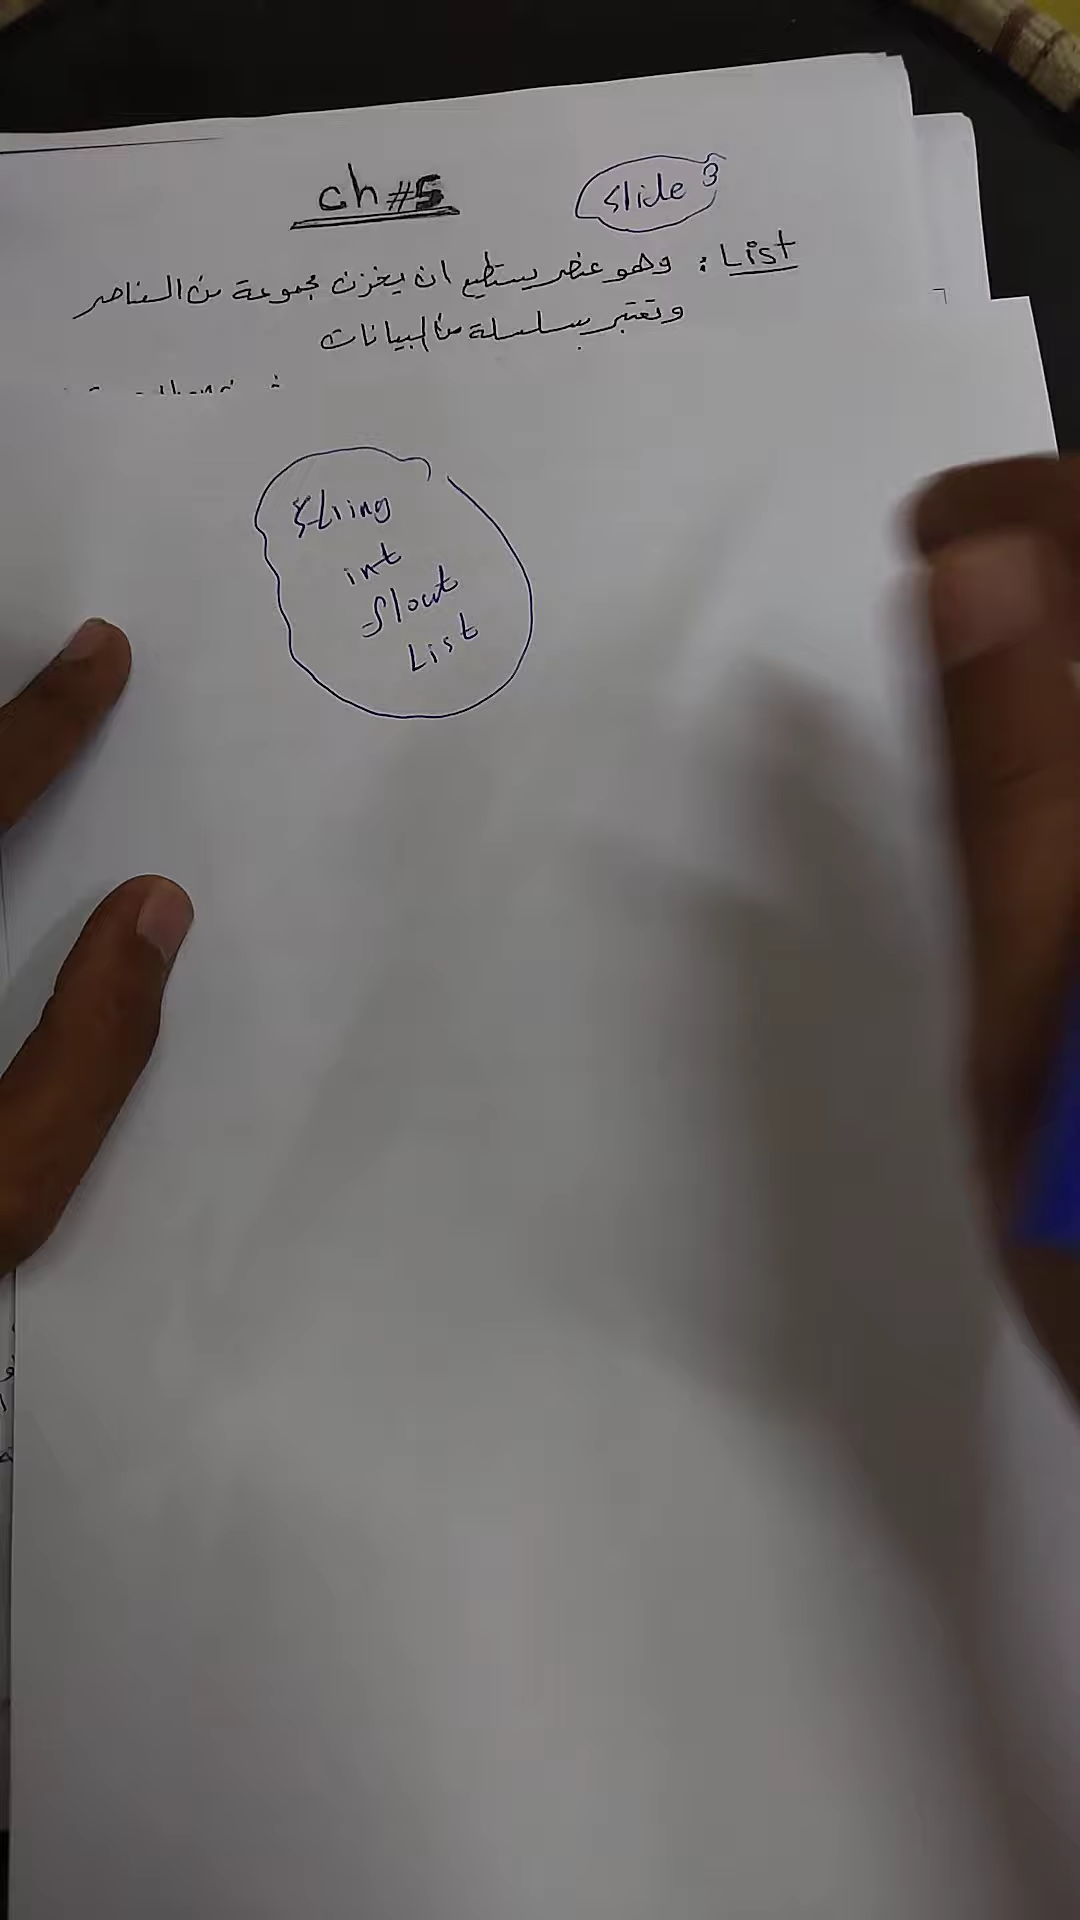 ch #5
slide 3
List : وهو عنصر يستطيع ان يخزن مجموعة من العناصر
وتعتبر سلسلة من البيانات
string
int
float
List